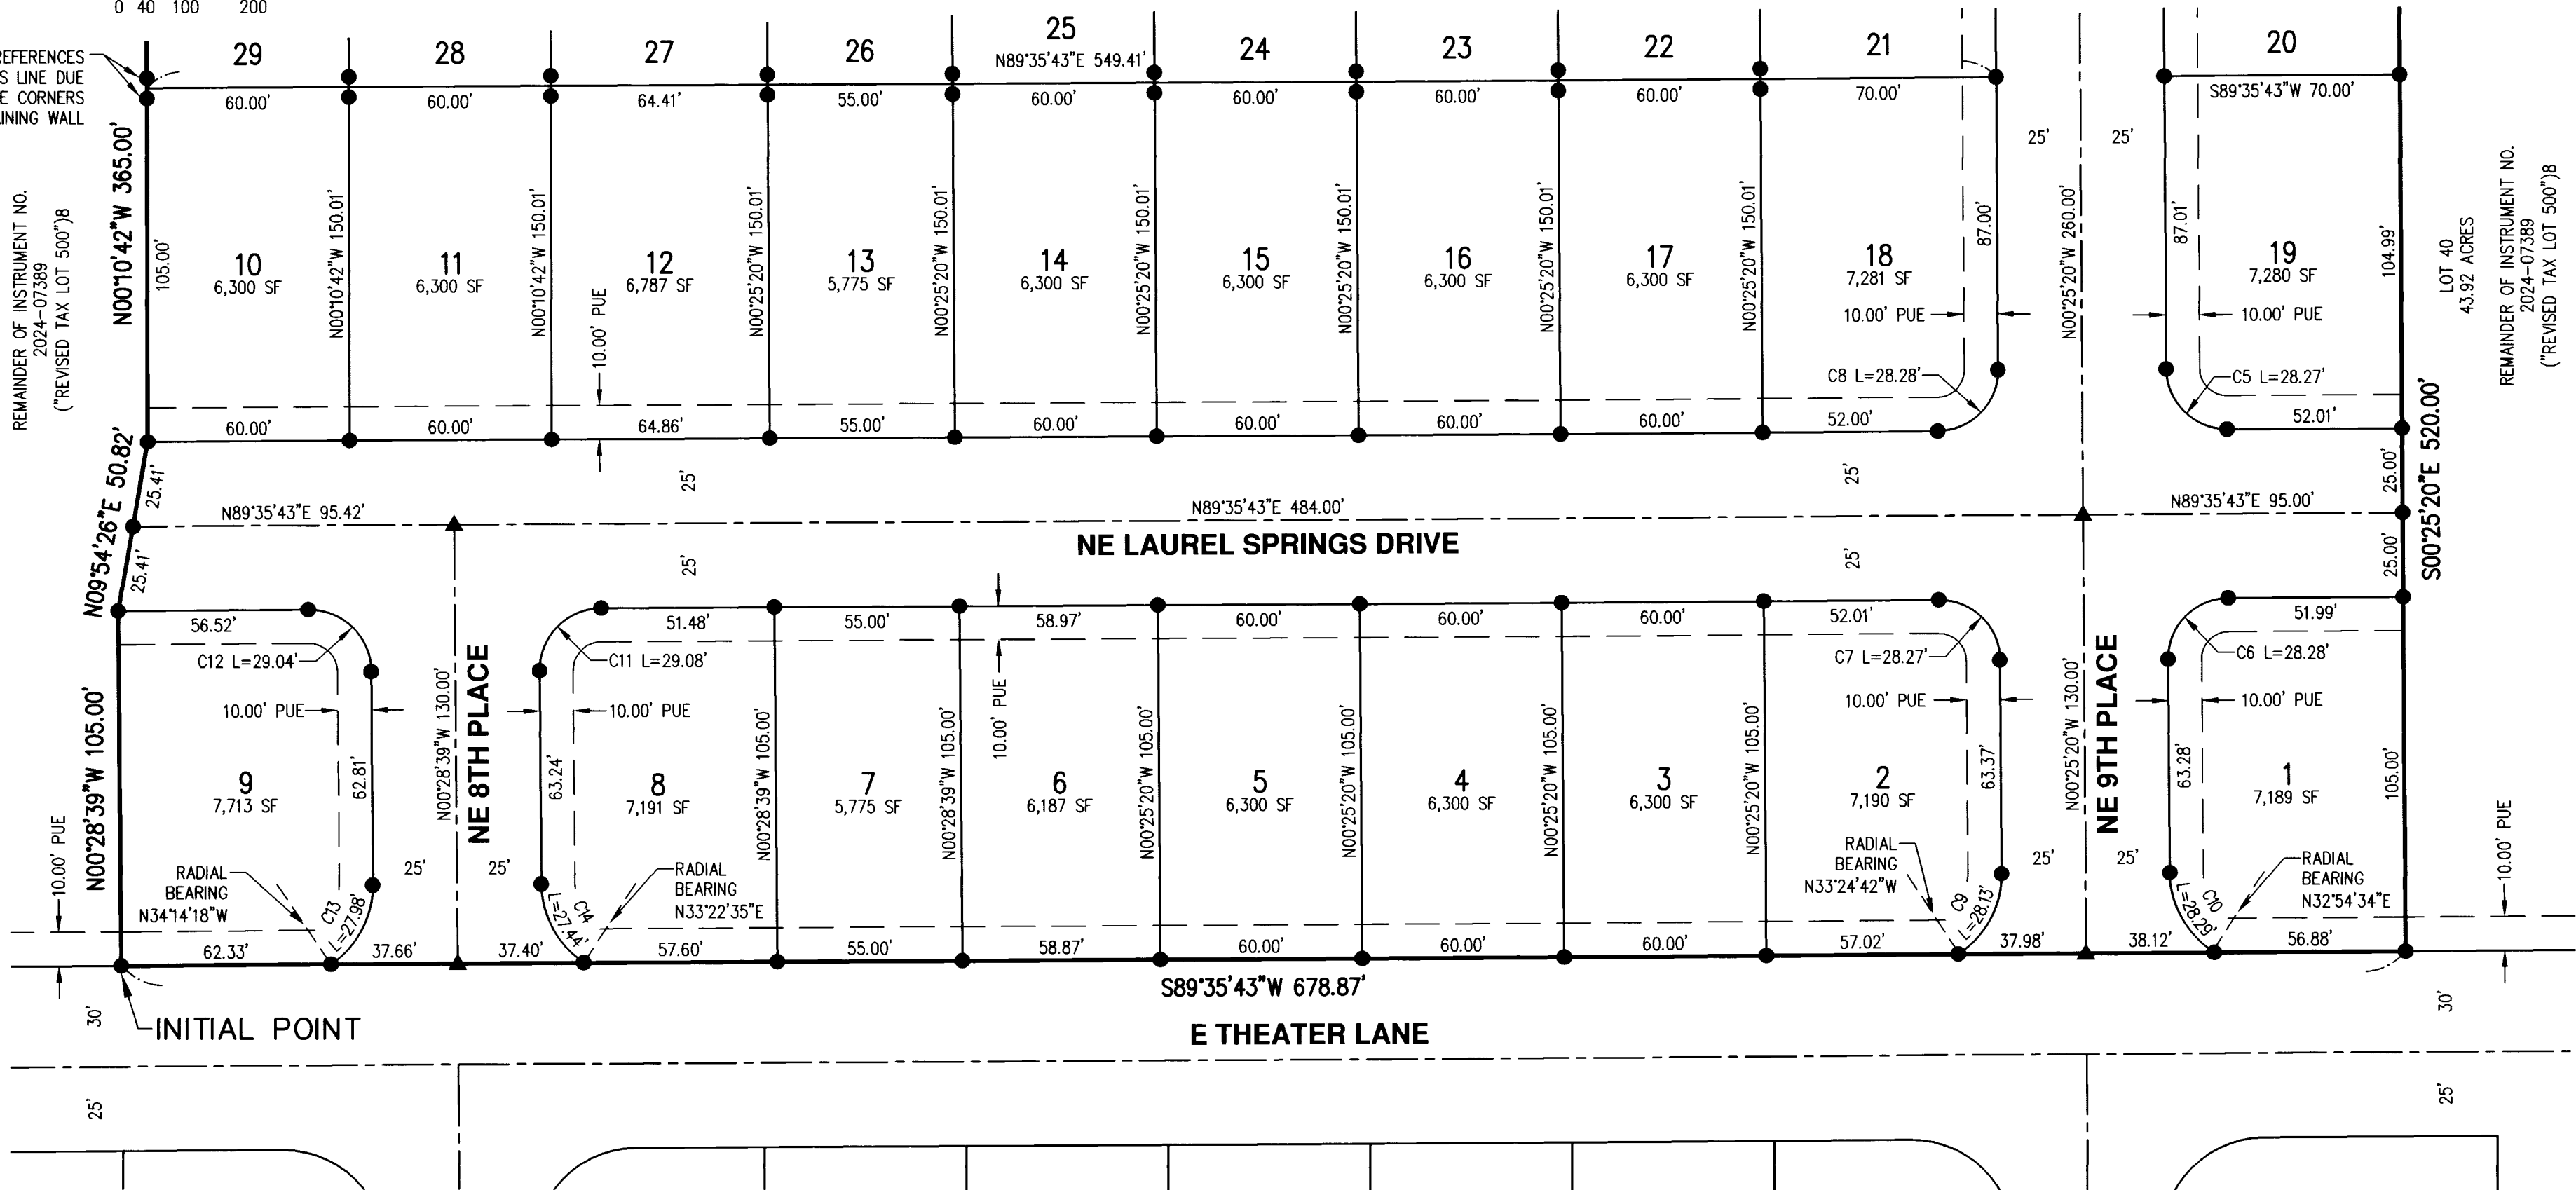 0 40 100 200
REFERENCES
S LINE DUE
E CORNERS
AINING WALL
29
28
27
26
25
N89°35'43"E 549.41'
24
23
22
21
20
60.00'
60.00'
64.41'
55.00'
60.00'
60.00'
60.00'
60.00'
70.00'
S89°35'43"W 70.00'
REMAINDER OF INSTRUMENT NO.
2024-07389
("REVISED TAX LOT 500")8
N00°10'42"W 365.00'
105.00'
10
6,300 SF
N00°10'42"W 150.01'
11
6,300 SF
N00°10'42"W 150.01'
12
6,787 SF
10.00' PUE
N00°25'20"W 150.01'
13
5,775 SF
N00°25'20"W 150.01'
14
6,300 SF
N00°25'20"W 150.01'
15
6,300 SF
N00°25'20"W 150.01'
16
6,300 SF
N00°25'20"W 150.01'
17
6,300 SF
N00°25'20"W 150.01'
18
7,281 SF
87.00'
10.00' PUE
C8 L=28.28'
25'
25'
N00°25'20"W 260.00'
87.01'
19
7,280 SF
10.00' PUE
C5 L=28.27'
104.99'
LOT 40
43.92 ACRES
REMAINDER OF INSTRUMENT NO.
2024-07389
("REVISED TAX LOT 500")8
60.00'
60.00'
64.86'
55.00'
60.00'
60.00'
60.00'
60.00'
52.00'
52.01'
N09°54'26"E 50.82'
25.41'
25.41'
25'
25'
25.00'
25.00'
S00°25'20"E 520.00'
N89°35'43"E 95.42'
N89°35'43"E 484.00'
N89°35'43"E 95.00'
NE LAUREL SPRINGS DRIVE
25'
25'
56.52'
51.48'
55.00'
58.97'
60.00'
60.00'
60.00'
52.01'
51.99'
C12 L=29.04'
C11 L=29.08'
C7 L=28.27'
C6 L=28.28'
N00°28'39"W 105.00'
10.00' PUE
9
7,713 SF
62.81'
N00°28'39"W 130.00'
NE 8TH PLACE
10.00' PUE
63.24'
8
7,191 SF
N00°28'39"W 105.00'
7
5,775 SF
N00°28'39"W 105.00'
10.00' PUE
6
6,187 SF
N00°25'20"W 105.00'
5
6,300 SF
N00°25'20"W 105.00'
4
6,300 SF
N00°25'20"W 105.00'
3
6,300 SF
N00°25'20"W 105.00'
2
7,190 SF
10.00' PUE
63.37'
N00°25'20"W 130.00'
NE 9TH PLACE
10.00' PUE
63.28'
1
7,189 SF
105.00'
10.00' PUE
10.00' PUE
RADIAL
BEARING
N34°14'18"W
C13
L=27.98'
25'
25'
C14
L=27.44'
RADIAL
BEARING
N33°22'35"E
RADIAL
BEARING
N33°24'42"W
C9
L=28.13'
25'
25'
C10
L=28.29'
RADIAL
BEARING
N32°54'34"E
62.33'
37.66'
37.40'
57.60'
55.00'
58.87'
60.00'
60.00'
60.00'
57.02'
37.98'
38.12'
56.88'
S89°35'43"W 678.87'
30'
INITIAL POINT
E THEATER LANE
30'
25'
25'